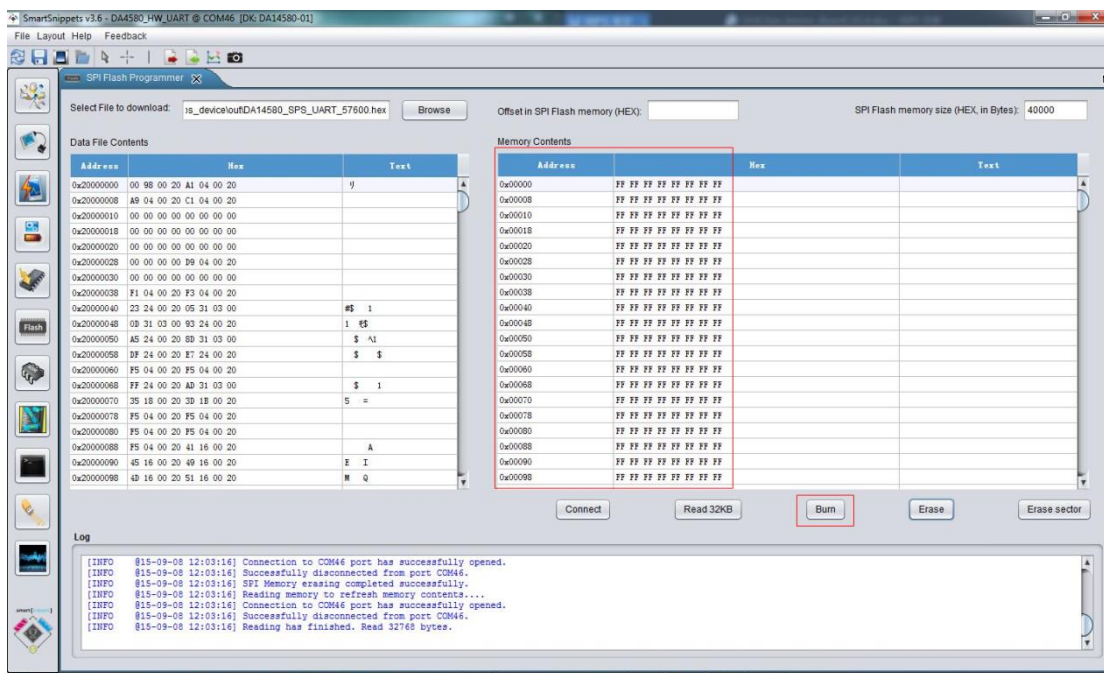 SmartSnippets v3.6 - DA4580_HW_UART @ COM46 [DK: DA14580-01]
File Layout Help Feedback
SPI Flash Programmer
Select File to download: ɔs_device\out\DA14580_SPS_UART_57600.hex Browse Offset in SPI Flash memory (HEX): SPI Flash memory size (HEX, in Bytes): 40000
Data File Contents Memory Contents
Address Hex Text Address Hex Text
0x20000000 00 98 00 20 A1 04 00 20 リ 0x00000 FF FF FF FF FF FF FF FF
0x20000008 A9 04 00 20 C1 04 00 20 0x00008 FF FF FF FF FF FF FF FF
0x20000010 00 00 00 00 00 00 00 00 0x00010 FF FF FF FF FF FF FF FF
0x20000018 00 00 00 00 00 00 00 00 0x00018 FF FF FF FF FF FF FF FF
0x20000020 00 00 00 00 00 00 00 00 0x00020 FF FF FF FF FF FF FF FF
0x20000028 00 00 00 00 D9 04 00 20 0x00028 FF FF FF FF FF FF FF FF
0x20000030 00 00 00 00 00 00 00 00 0x00030 FF FF FF FF FF FF FF FF
0x20000038 F1 04 00 20 F3 04 00 20 0x00038 FF FF FF FF FF FF FF FF
0x20000040 23 24 00 20 05 31 03 00 #$ 1 0x00040 FF FF FF FF FF FF FF FF
0x20000048 0D 31 03 00 93 24 00 20 1 $ 0x00048 FF FF FF FF FF FF FF FF
0x20000050 A5 24 00 20 8D 31 03 00 $ ^1 0x00050 FF FF FF FF FF FF FF FF
0x20000058 DF 24 00 20 E7 24 00 20 $ $ 0x00058 FF FF FF FF FF FF FF FF
0x20000060 F5 04 00 20 F5 04 00 20 0x00060 FF FF FF FF FF FF FF FF
0x20000068 FF 24 00 20 AD 31 03 00 $ 1 0x00068 FF FF FF FF FF FF FF FF
0x20000070 35 18 00 20 3D 1B 00 20 5 = 0x00070 FF FF FF FF FF FF FF FF
0x20000078 F5 04 00 20 F5 04 00 20 0x00078 FF FF FF FF FF FF FF FF
0x20000080 F5 04 00 20 F5 04 00 20 0x00080 FF FF FF FF FF FF FF FF
0x20000088 F5 04 00 20 41 16 00 20 A 0x00088 FF FF FF FF FF FF FF FF
0x20000090 45 16 00 20 49 16 00 20 E I 0x00090 FF FF FF FF FF FF FF FF
0x20000098 4D 16 00 20 51 16 00 20 M Q 0x00098 FF FF FF FF FF FF FF FF
Flash
Connect Read 32KB Burn Erase Erase sector
Log
[INFO @15-09-08 12:03:16] Connection to COM46 port has successfully opened.
[INFO @15-09-08 12:03:16] Successfully disconnected from port COM46.
[INFO @15-09-08 12:03:16] SPI Memory erasing completed successfully.
[INFO @15-09-08 12:03:16] Reading memory to refresh memory contents....
[INFO @15-09-08 12:03:16] Connection to COM46 port has successfully opened.
[INFO @15-09-08 12:03:16] Successfully disconnected from port COM46.
[INFO @15-09-08 12:03:16] Reading has finished. Read 32768 bytes.